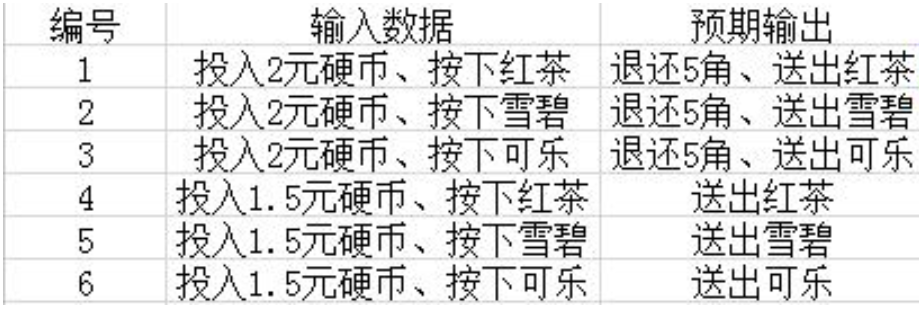 编号 输入数据 预期输出
1 投入2元硬币、按下红茶 退还5角、送出红茶
2 投入2元硬币、按下雪碧 退还5角、送出雪碧
3 投入2元硬币、按下可乐 退还5角、送出可乐
4 投入1.5元硬币、按下红茶 送出红茶
5 投入1.5元硬币、按下雪碧 送出雪碧
6 投入1.5元硬币、按下可乐 送出可乐